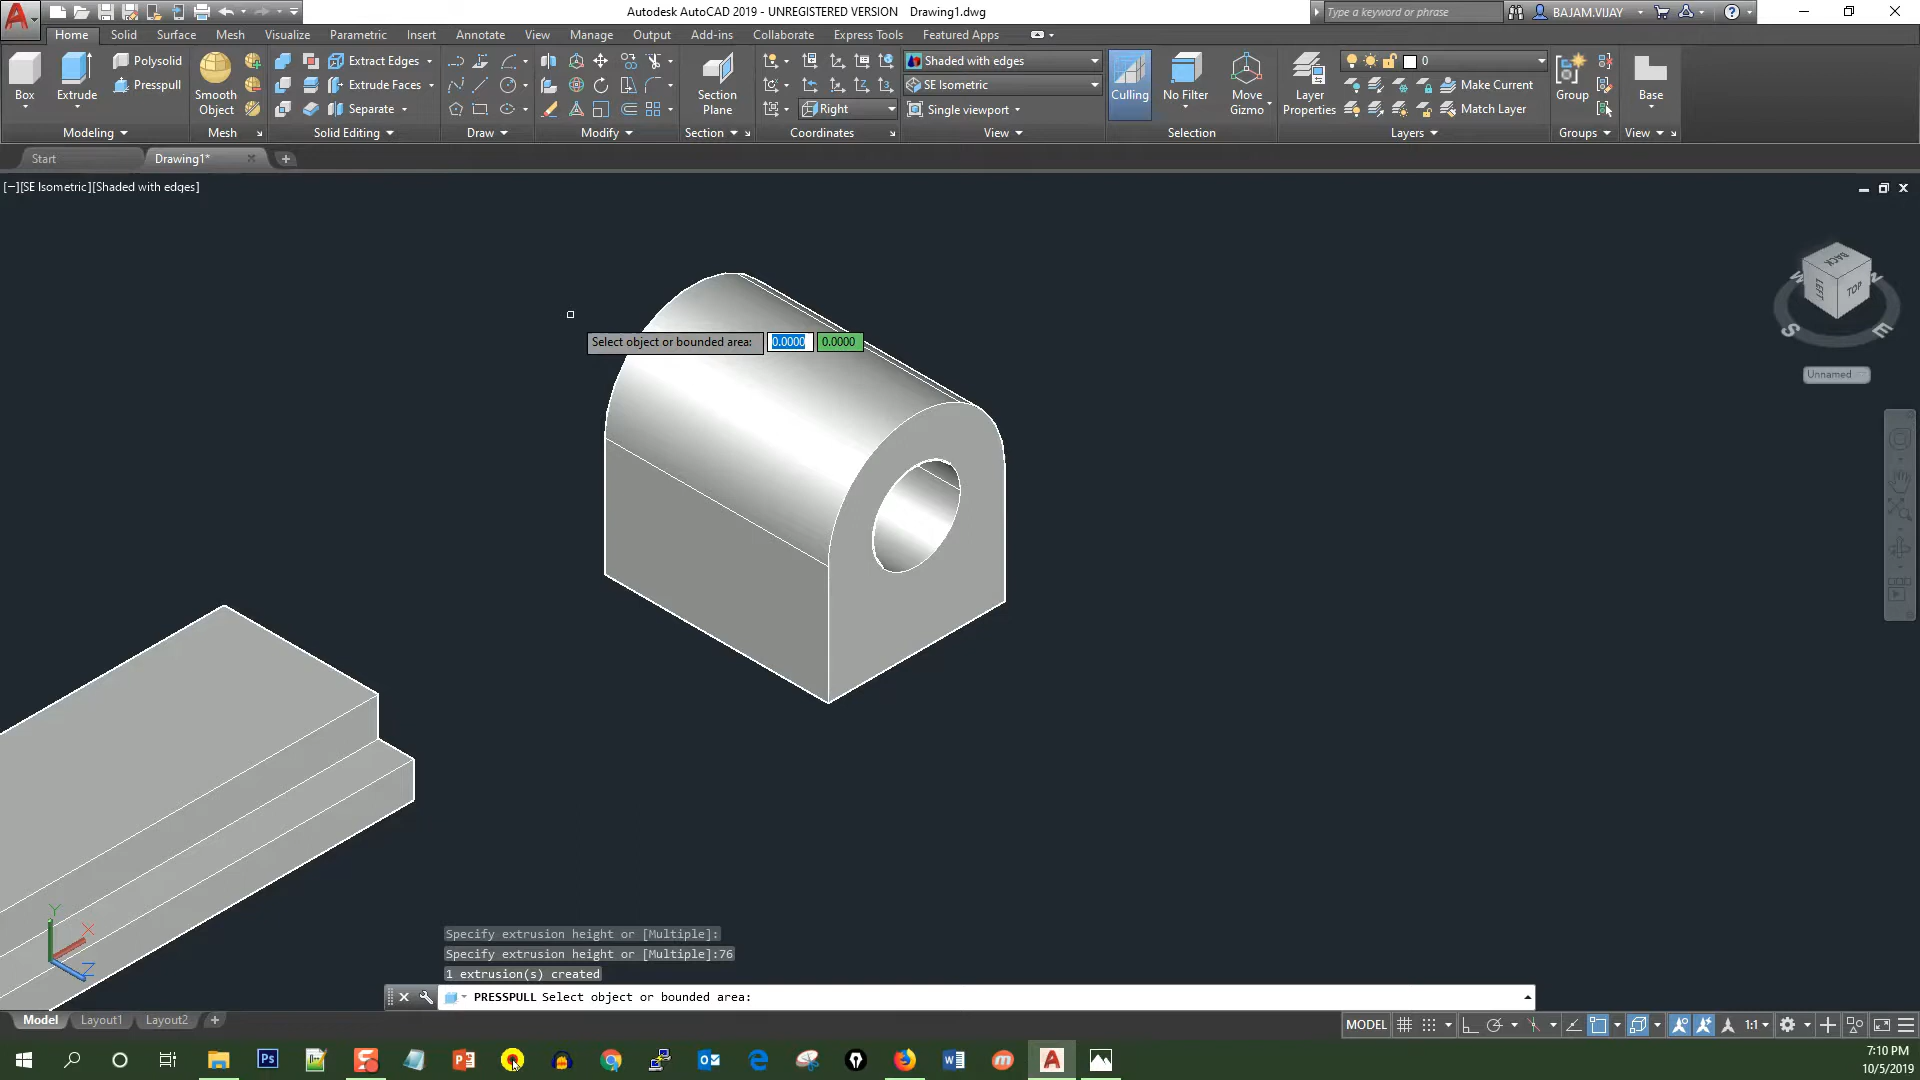 Autodesk AutoCAD 2019 - UNREGISTERED VERSION Drawing1.dwg
Type a keyword or phrase
BAJAM.VIJAY
Home Solid Surface Mesh Visualize Parametric Insert Annotate View Manage Output Add-ins Collaborate Express Tools Featured Apps
Box
Extrude
Polysolid
Presspull
Smooth Object
Extract Edges
Extrude Faces
Separate
Section Plane
Right
Shaded with edges
SE Isometric
Single viewport
Culling
No Filter
Move Gizmo
Layer Properties
0
Make Current
Match Layer
Group
Base
Modeling Mesh Solid Editing Draw Modify Section Coordinates View Selection Layers Groups View
Start Drawing1*
[−][SE Isometric][Shaded with edges]
BACK
LEFT
TOP
W
N
S
E
Unnamed
Select object or bounded area: 0.0000 0.0000
Y
X
Z
Specify extrusion height or [Multiple]:
Specify extrusion height or [Multiple]:76
1 extrusion(s) created
PRESSPULL Select object or bounded area:
Model Layout1 Layout2
MODEL
1:1
7:10 PM
10/5/2019